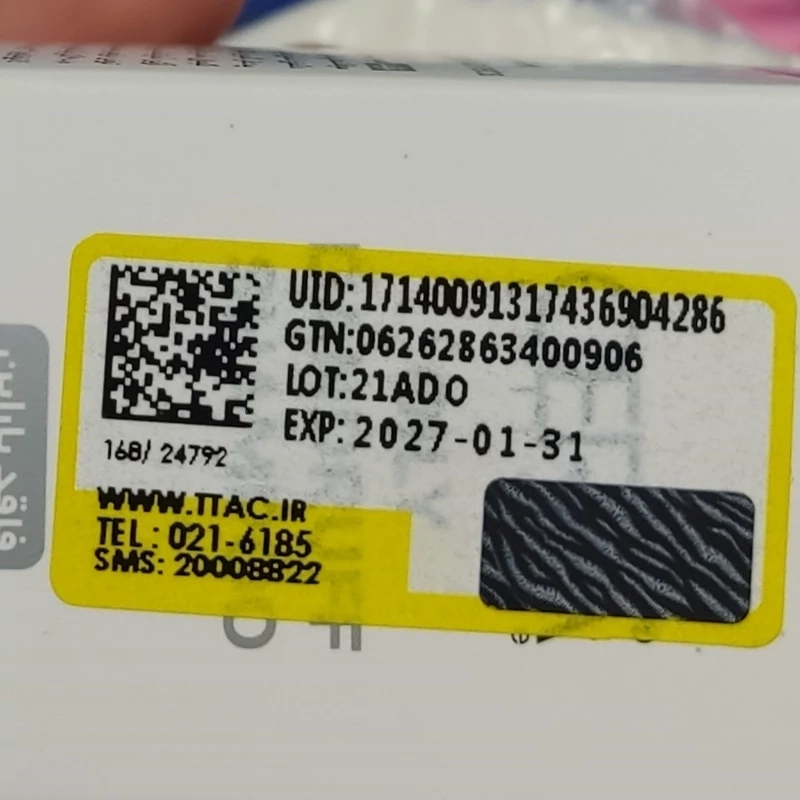 UID:17140091317436904286
GTN:06262863400906
LOT:21ADO
EXP:2027-01-31
168/24792
WWW.TTAC.IR
TEL:021-6185
SMS:20008822